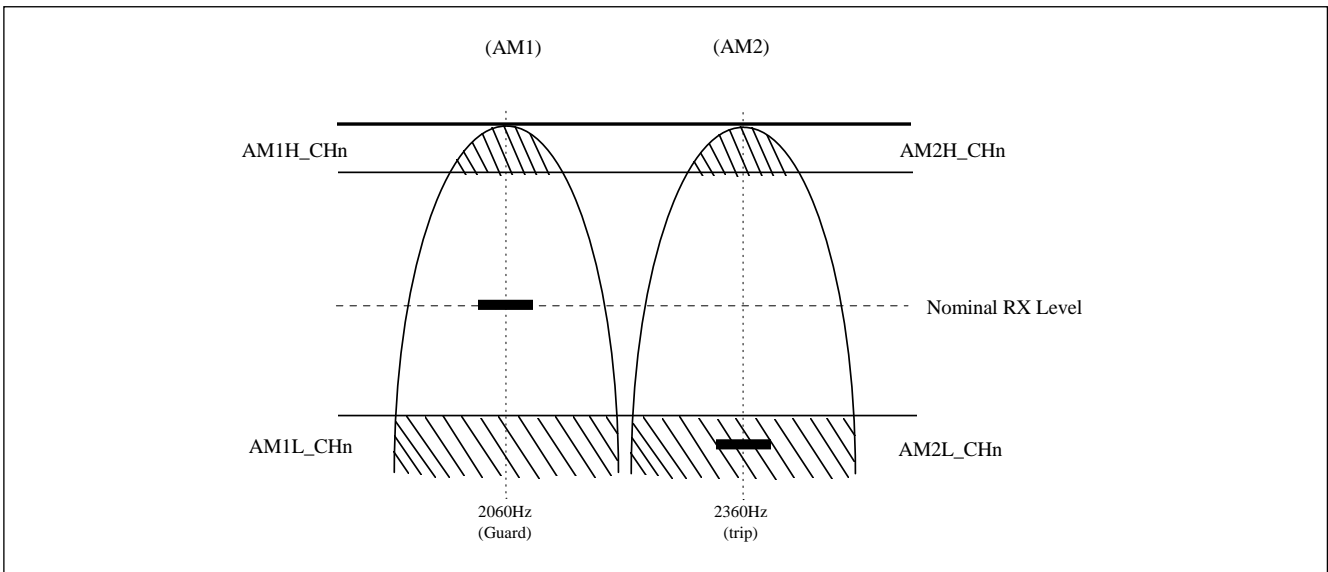 (AM1) (AM2)
AM1H_CHn AM2H_CHn
Nominal RX Level
AM1L_CHn AM2L_CHn
2060Hz 2360Hz
(Guard) (trip)